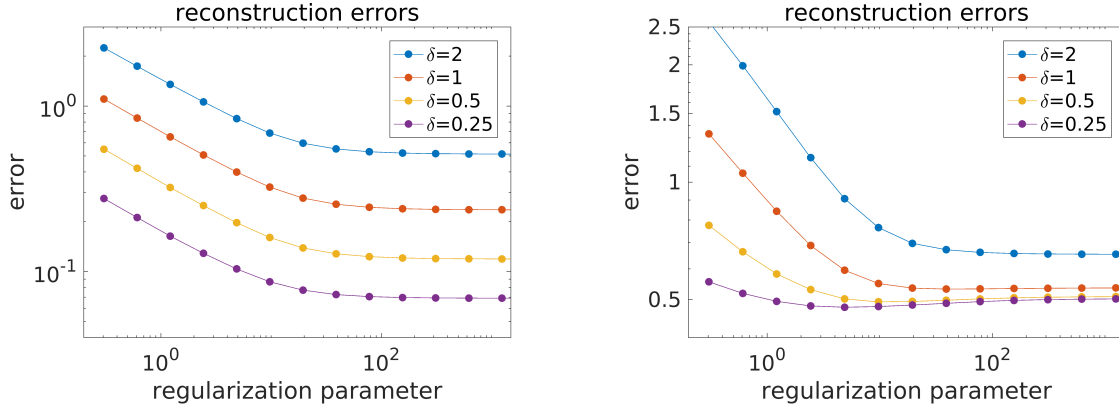 reconstruction errors
δ=2
δ=1
δ=0.5
δ=0.25
10^0
10^-1
error
10^0
10^2
regularization parameter
reconstruction errors
δ=2
δ=1
δ=0.5
δ=0.25
2.5
2
1.5
1
0.5
error
10^0
10^2
regularization parameter